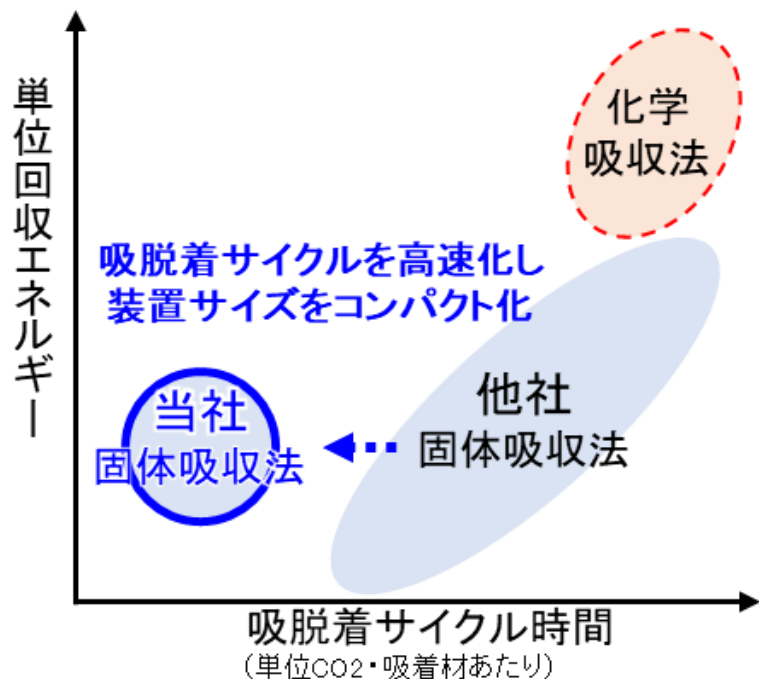 単位回収エネルギー
化学
吸収法
吸脱着サイクルを高速化し
装置サイズをコンパクト化
当社
固体吸収法
他社
固体吸収法
吸脱着サイクル時間
(単位CO2・吸着材あたり)